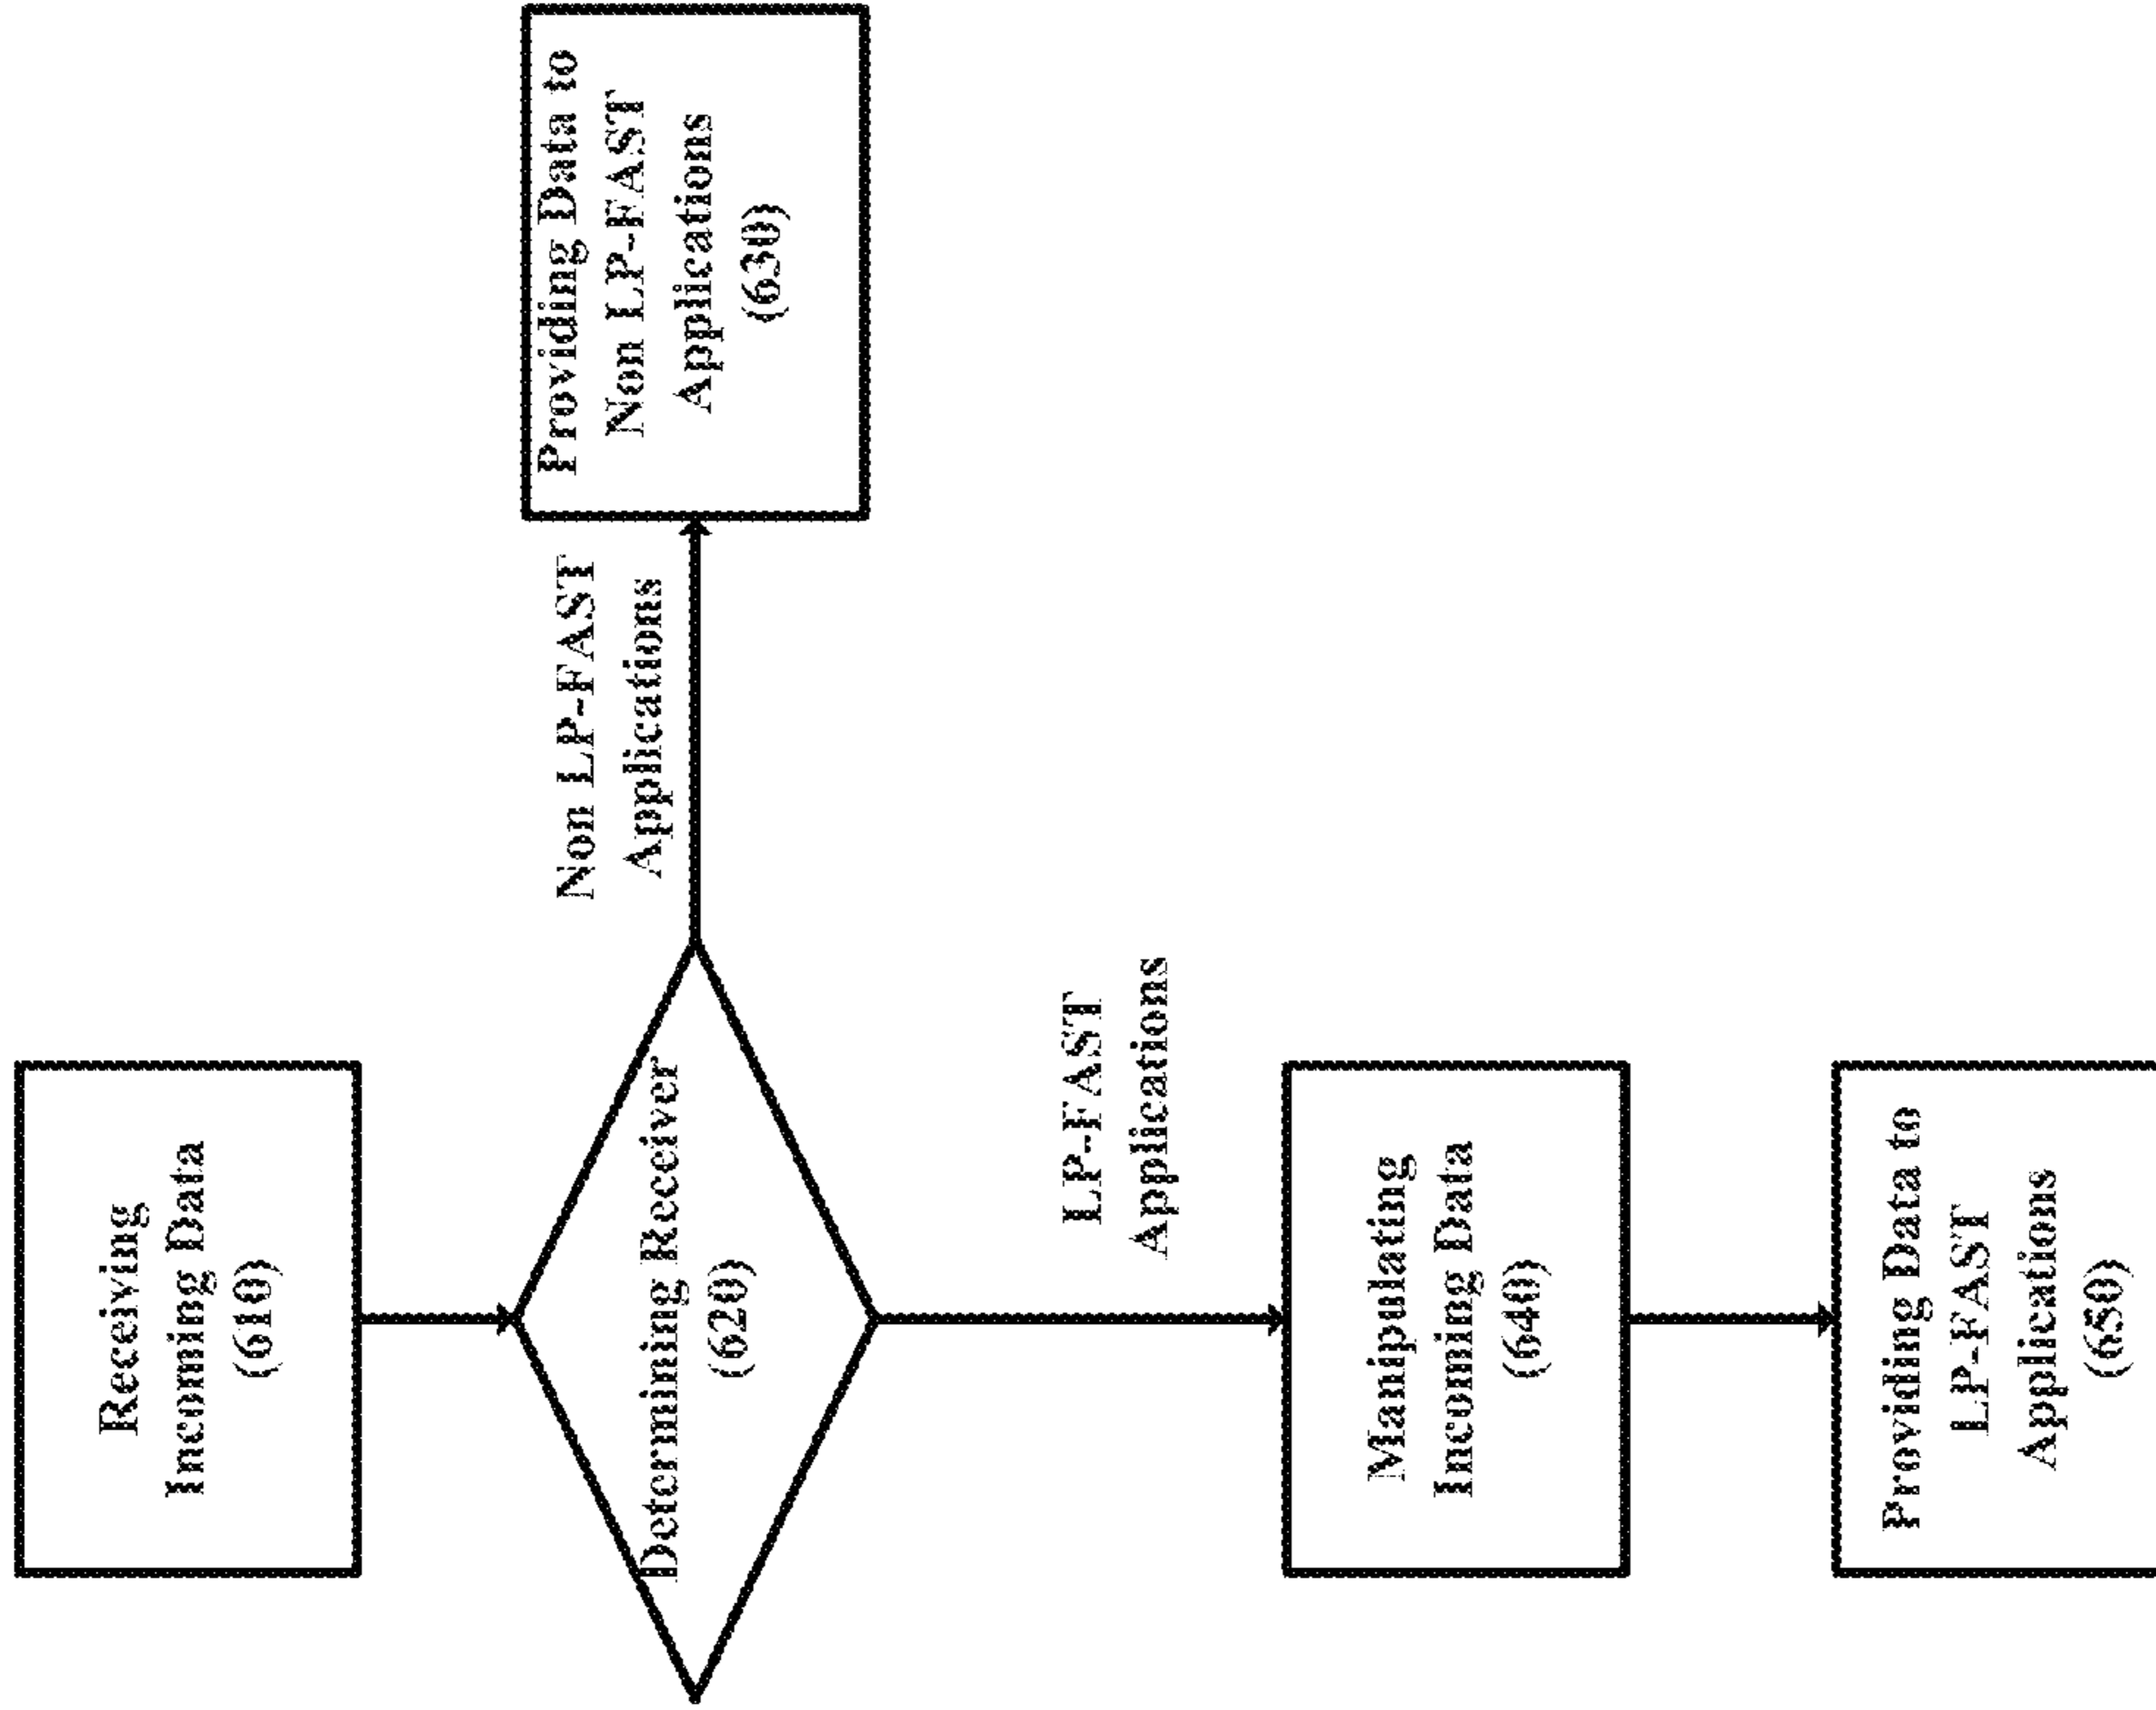 Receiving
Incoming Data
(610)
Determining Receiver
(620)
Non LP-FAST
Applications
Providing Data to
Non LP-FAST
Applications
(630)
LP-FAST
Applications
Manipulating
Incoming Data
(640)
Providing Data to
LP-FAST
Applications
(650)